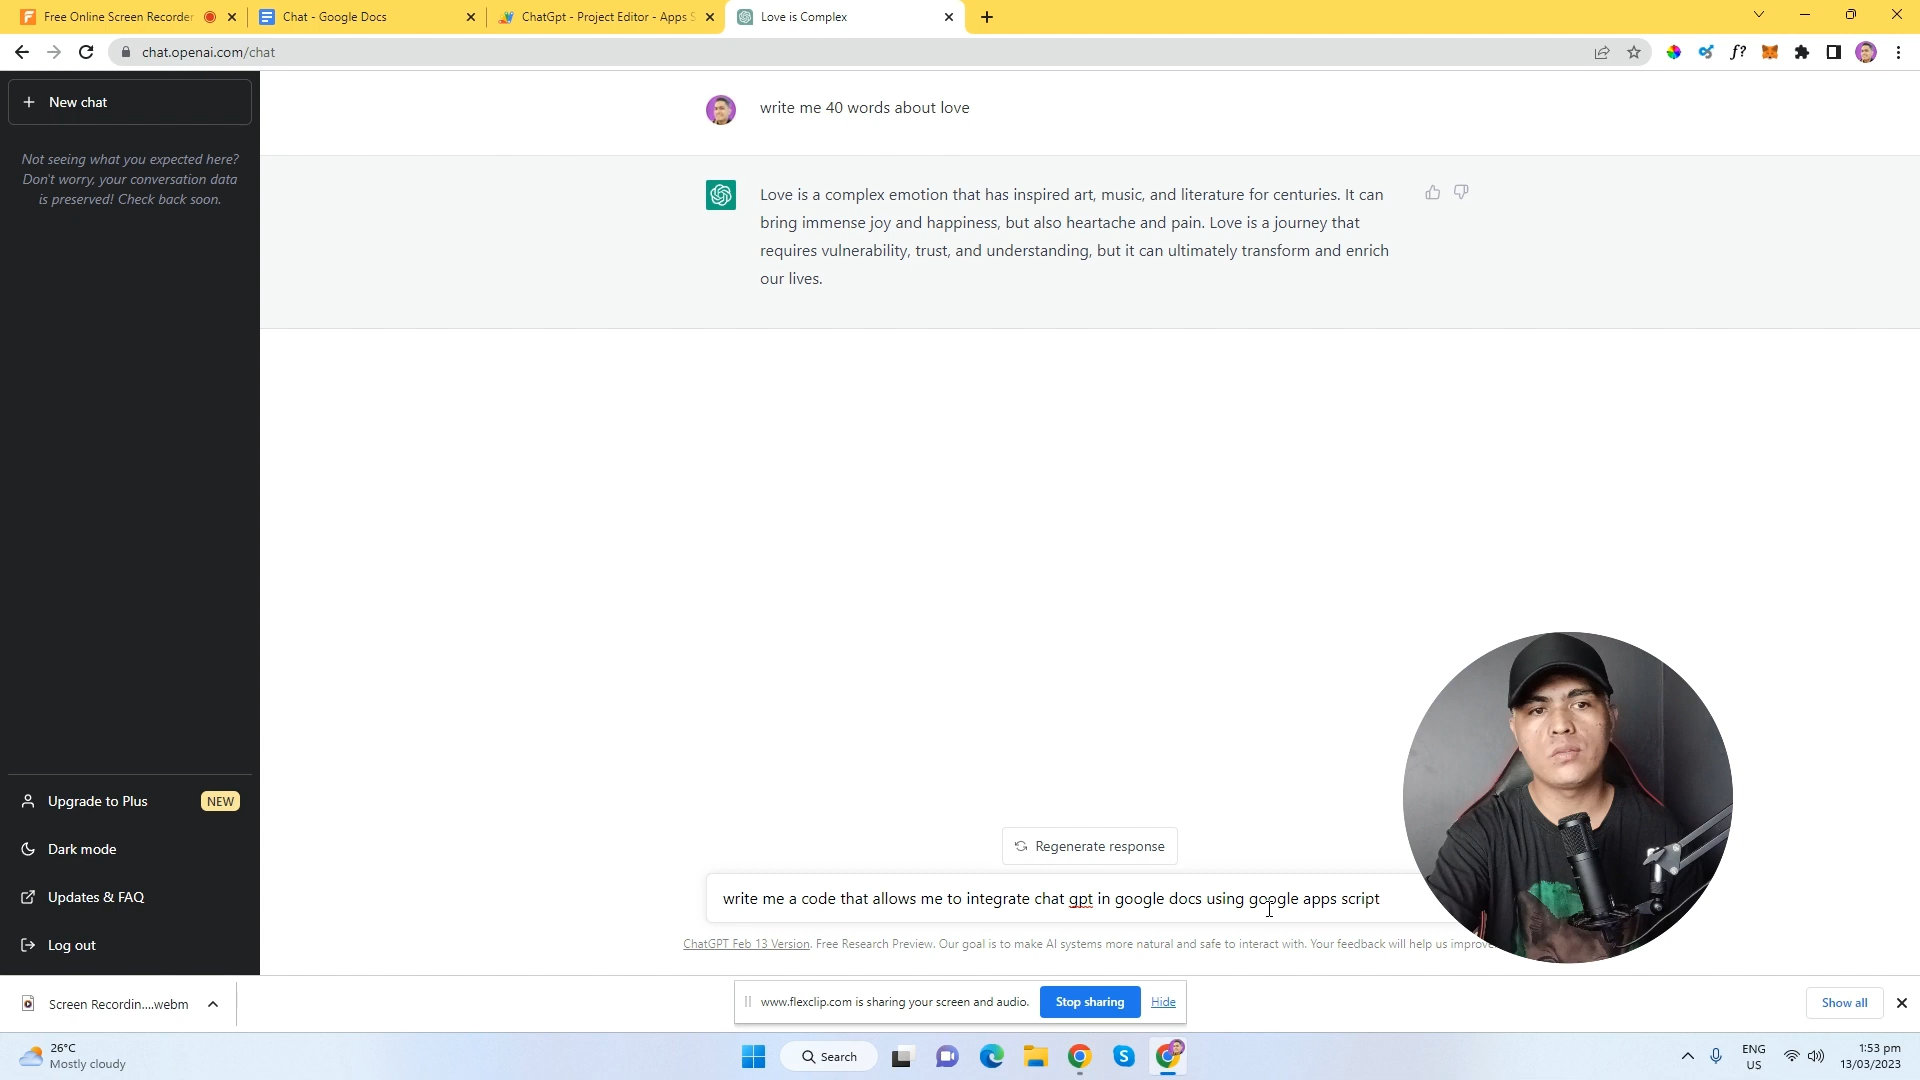 Free Online Screen Recorder
Chat - Google Docs
ChatGpt - Project Editor - Apps S
Love is Complex
chat.openai.com/chat
f?
New chat
Not seeing what you expected here?
Don't worry, your conversation data
is preserved! Check back soon.
write me 40 words about love
Love is a complex emotion that has inspired art, music, and literature for centuries. It can
bring immense joy and happiness, but also heartache and pain. Love is a journey that
requires vulnerability, trust, and understanding, but it can ultimately transform and enrich
our lives.
Upgrade to Plus NEW
Dark mode
Updates & FAQ
Log out
Regenerate response
write me a code that allows me to integrate chat gpt in google docs using google apps script
ChatGPT Feb 13 Version. Free Research Preview. Our goal is to make AI systems more natural and safe to interact with. Your feedback will help us improve
Screen Recordin....webm
www.flexclip.com is sharing your screen and audio. Stop sharing Hide
Show all
26°C
Mostly cloudy
Search
ENG
US
1:53 pm
13/03/2023